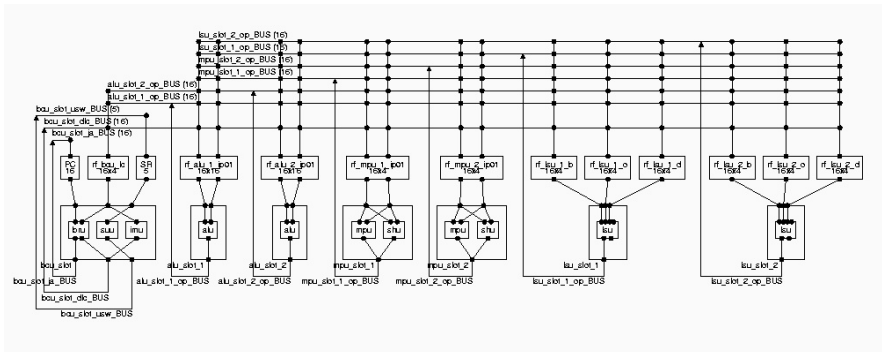 lsu_slot_2_op_BUS (16)
lsu_slot_1_op_BUS (16)
mpu_slot_2_op_BUS (16)
mpu_slot_1_op_BUS (16)
alu_slot_2_op_BUS (16)
alu_slot_1_op_BUS (16)
bcu_slot_usw_BUS (5)
bcu_slot_dlc_BUS (16)
bcu_slot_ja_BUS (16)
PC rf_bcu_lc SR rf_alu_1_ip01 rf_alu_2_ip01 rf_mpu_1_ip01 rf_mpu_2_ip01 rf_lsu_1_b rf_lsu_1_o rf_lsu_1_d rf_lsu_2_b rf_lsu_2_o rf_lsu_2_d
16 16x4 5 16x16 16x16 16x4 16x4 16x4 16x4 16x4 16x4 16x4 16x4
bru suu imu alu alu mpu shu mpu shu lsu lsu
bcu_slot alu_slot_1 alu_slot_2 mpu_slot_1 mpu_slot_2 lsu_slot_1 lsu_slot_2
bcu_slot_ja_BUS alu_slot_1_op_BUS alu_slot_2_op_BUS mpu_slot_1_op_BUS mpu_slot_2_op_BUS lsu_slot_1_op_BUS lsu_slot_2_op_BUS
bcu_slot_dlc_BUS
bcu_slot_usw_BUS